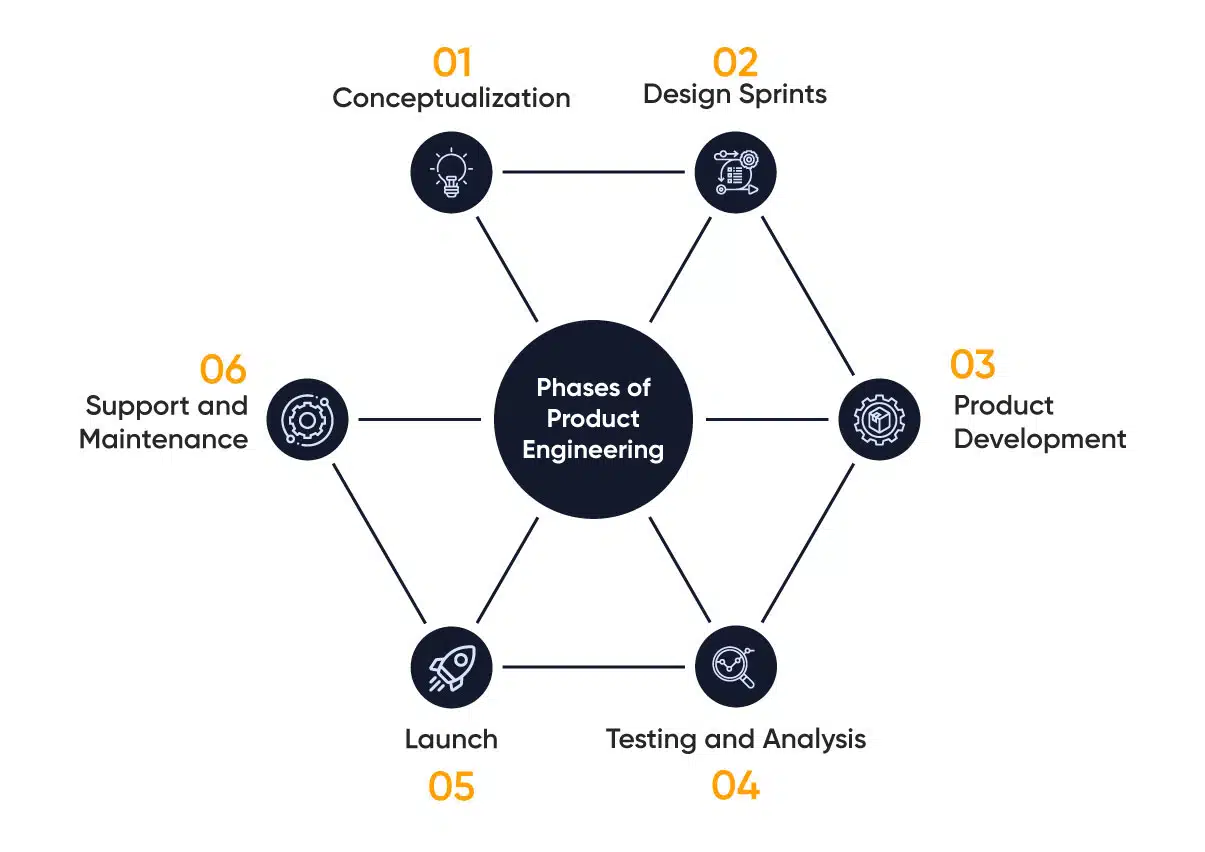 01
Conceptualization
02
Design Sprints
03
Product
Development
04
Testing and Analysis
05
Launch
06
Support and
Maintenance
Phases of
Product
Engineering